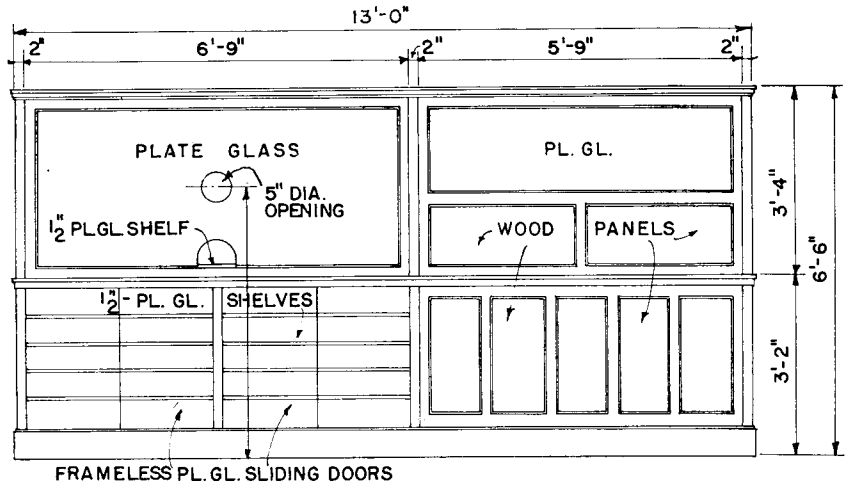 13'-0"
2" 6'-9" 2" 5'-9" 2"
PLATE GLASS
PL. GL.
5" DIA.
OPENING
1/2" PL.GL. SHELF
WOOD PANELS
3'-4"
6'-6"
1/2" - PL. GL. SHELVES
3'-2"
FRAMELESS PL. GL. SLIDING DOORS